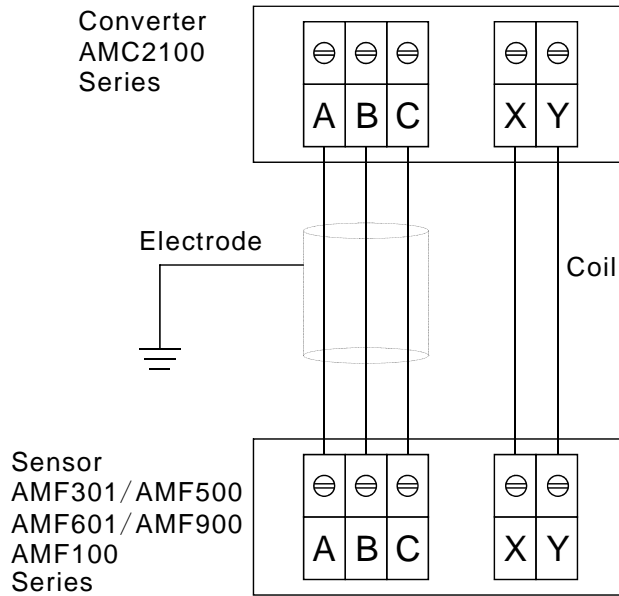 Converter
AMC2100
Series
A B C X Y
Electrode
Coil
Sensor
AMF301/AMF500
AMF601/AMF900
AMF100
Series
A B C X Y